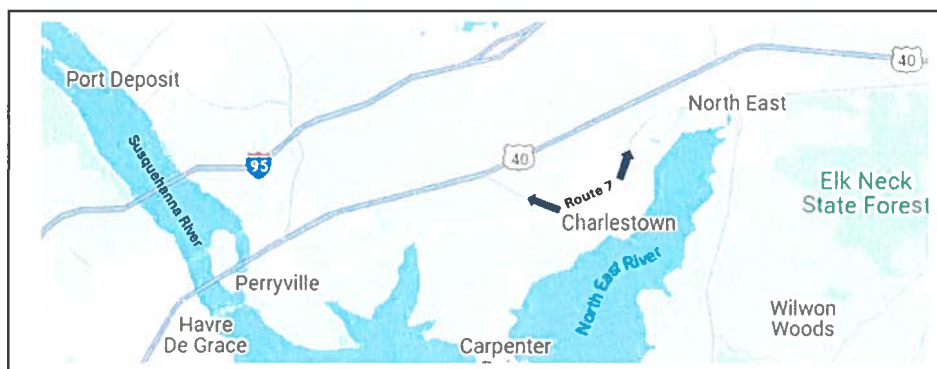 40
Port Deposit
North East
Susquehanna River
95
40
Route 7
Elk Neck
State Forest
Charlestown
North East River
Perryville
Havre
De Grace
Wilwon
Woods
Carpenter